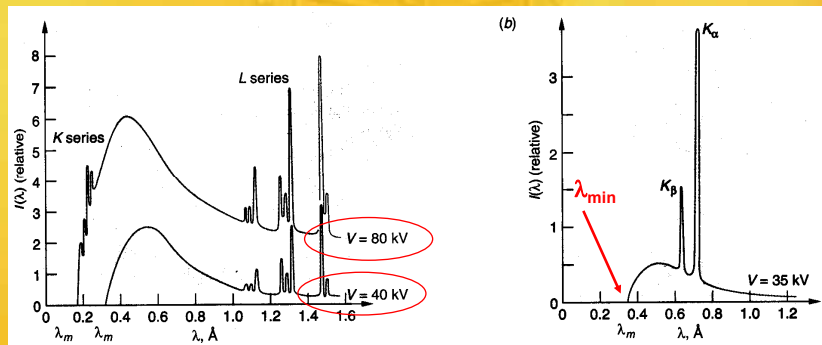 8
7
6
5
4
3
2
1
0
I(λ) (relative)
K series
L series
V = 80 kV
V = 40 kV
0 0.2 0.4 0.6 0.8 1.0 1.2 1.4 1.6
λm λm λ, Å
(b)
Kα
3
2
1
0
I(λ) (relative)
Kβ
λmin
V = 35 kV
0 0.2 0.4 0.6 0.8 1.0 1.2
λm λ, Å